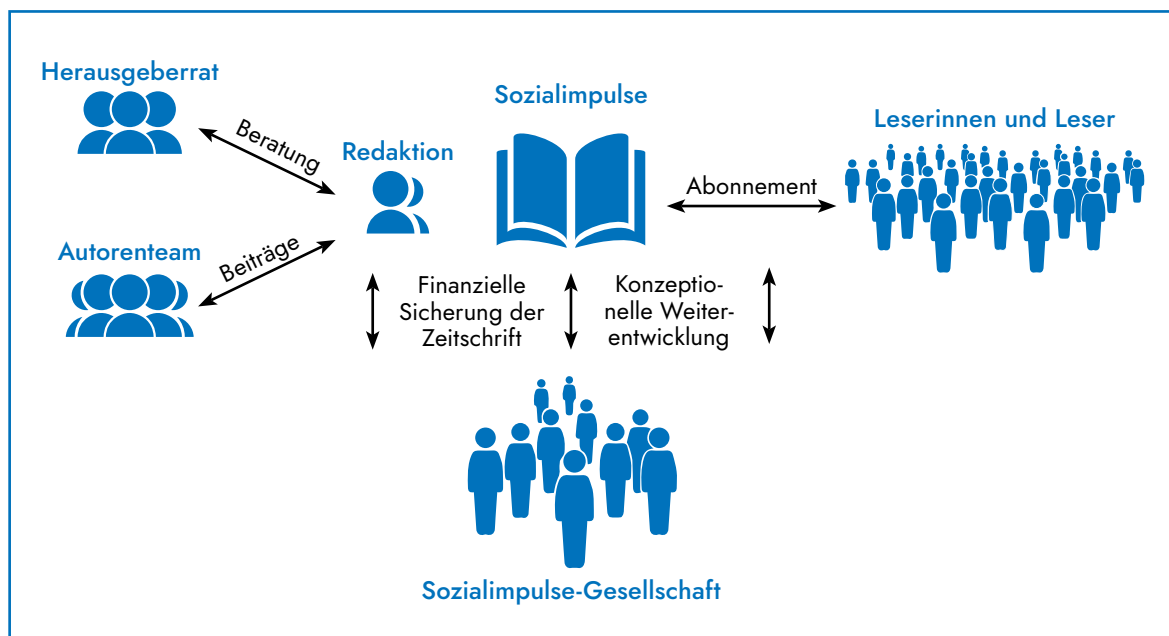 Herausgeberrat
Beratung
Redaktion
Sozialimpulse
Leserinnen und Leser
Abonnement
Autorenteam
Beiträge
Finanzielle
Sicherung der
Zeitschrift
Konzeptio-
nelle Weiter-
entwicklung
Sozialimpulse-Gesellschaft